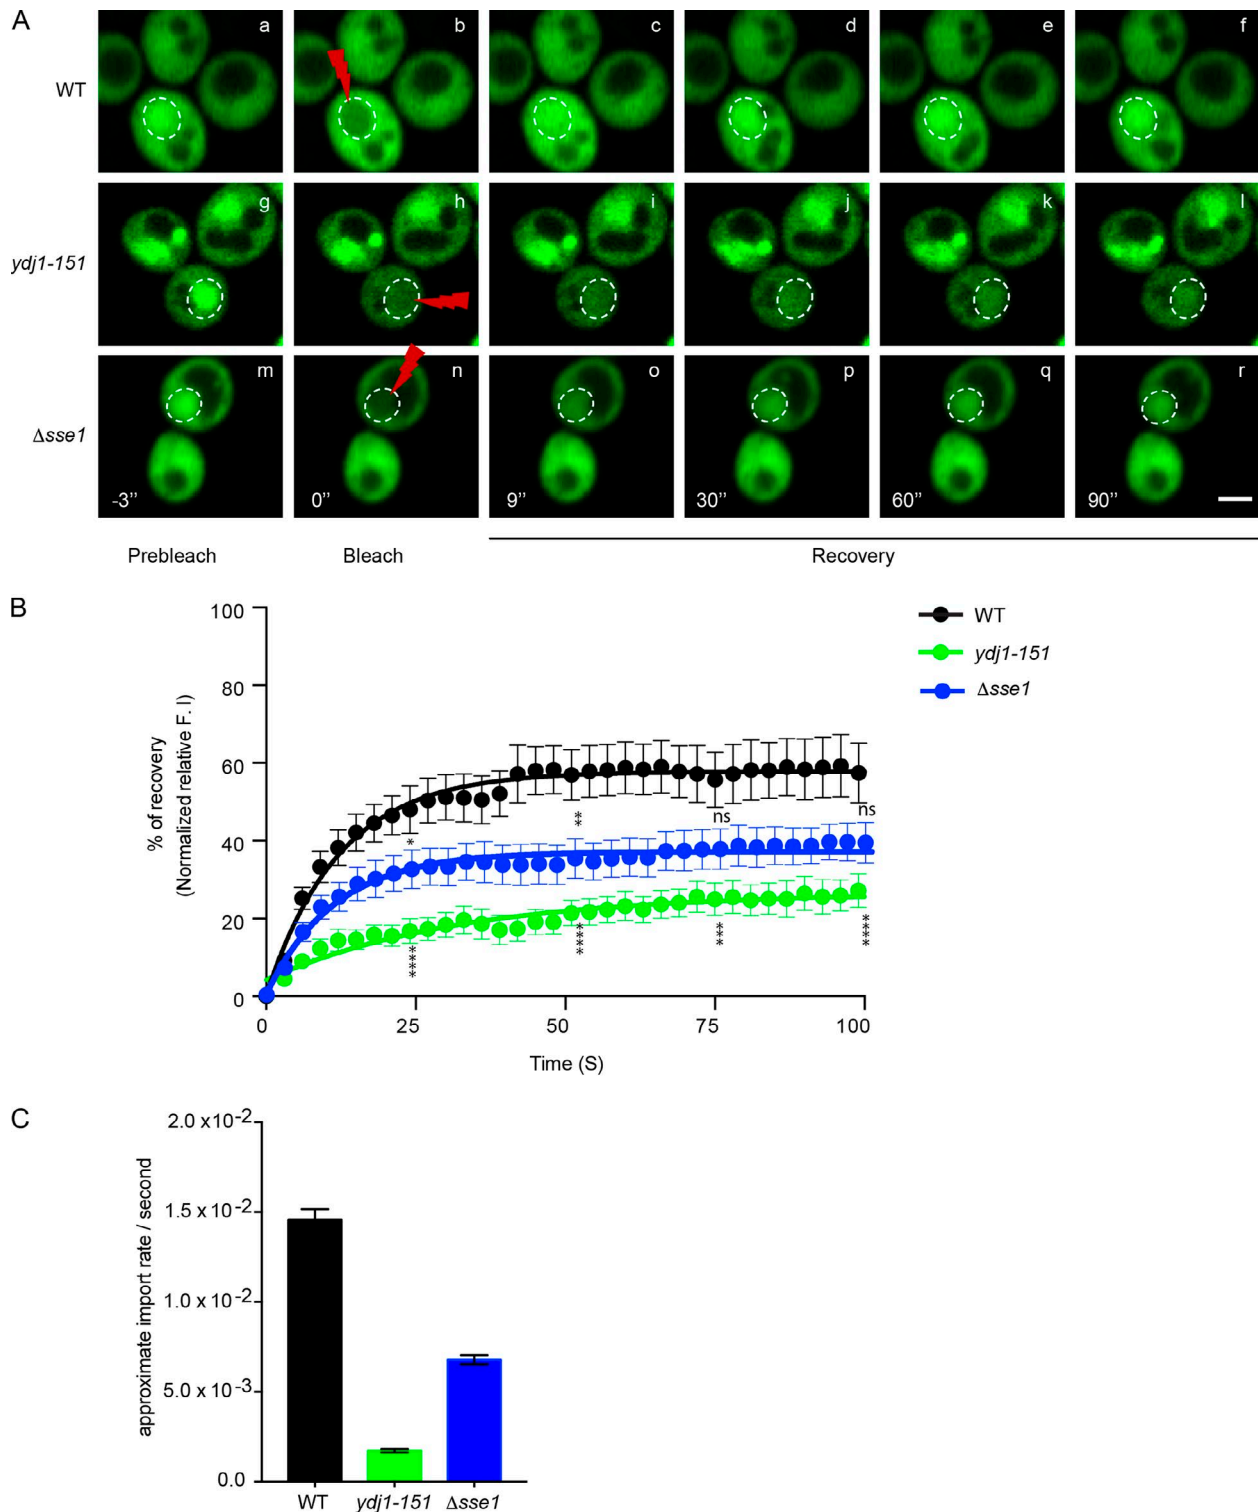 A
a b c d e f
WT
g h i j k l
ydj1-151
m n o p q r
Δsse1
-3’’ 0’’ 9’’ 30’’ 60’’ 90’’
Prebleach Bleach Recovery
B
% of recovery
(Normalized relative F. I)
100
80
60
40
20
0
0 25 50 75 100
Time (S)
WT
ydj1-151
Δsse1
* ** ns ns
**** **** *** ****
C
approximate import rate / second
2.0 x10-2
1.5 x10-2
1.0 x10-2
5.0 x10-3
0.0
WT ydj1-151 Δsse1